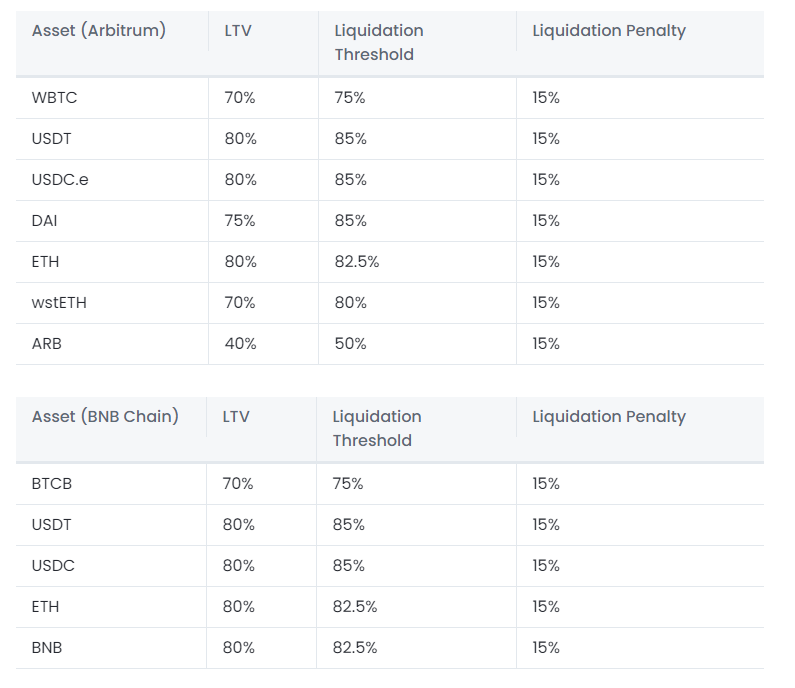 Asset (Arbitrum) LTV Liquidation Threshold Liquidation Penalty
WBTC 70% 75% 15%
USDT 80% 85% 15%
USDC.e 80% 85% 15%
DAI 75% 85% 15%
ETH 80% 82.5% 15%
wstETH 70% 80% 15%
ARB 40% 50% 15%
Asset (BNB Chain) LTV Liquidation Threshold Liquidation Penalty
BTCB 70% 75% 15%
USDT 80% 85% 15%
USDC 80% 85% 15%
ETH 80% 82.5% 15%
BNB 80% 82.5% 15%